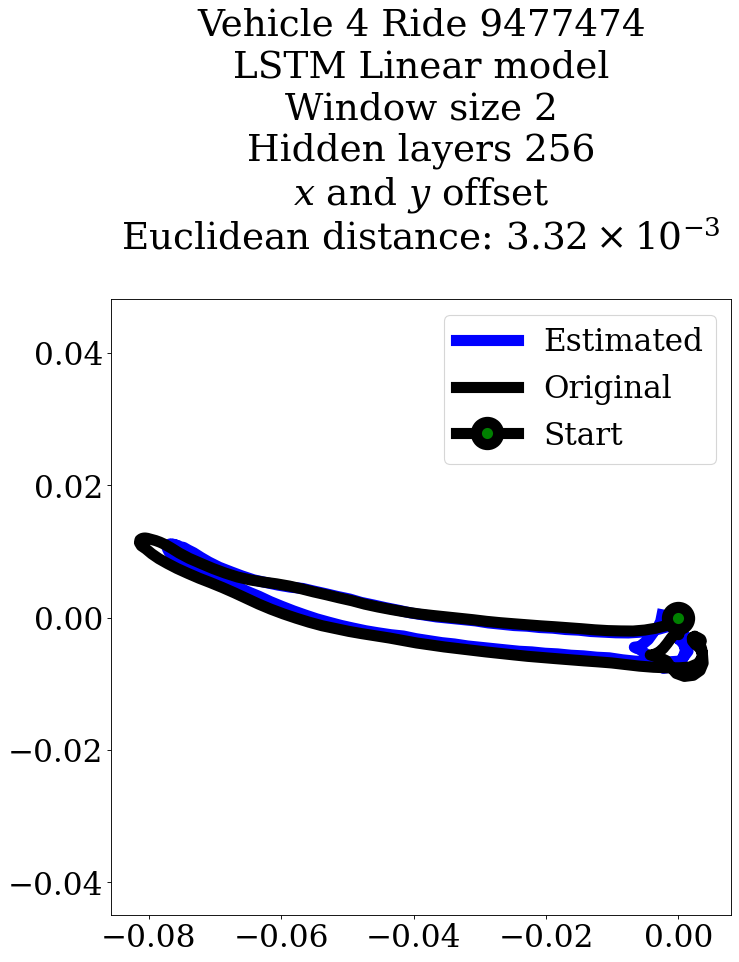 Vehicle 4 Ride 9477474
LSTM Linear model
Window size 2
Hidden layers 256
x and y offset
Euclidean distance: 3.32 × 10⁻³
Estimated
Original
Start
0.04
0.02
0.00
−0.02
−0.04
−0.08 −0.06 −0.04 −0.02 0.00